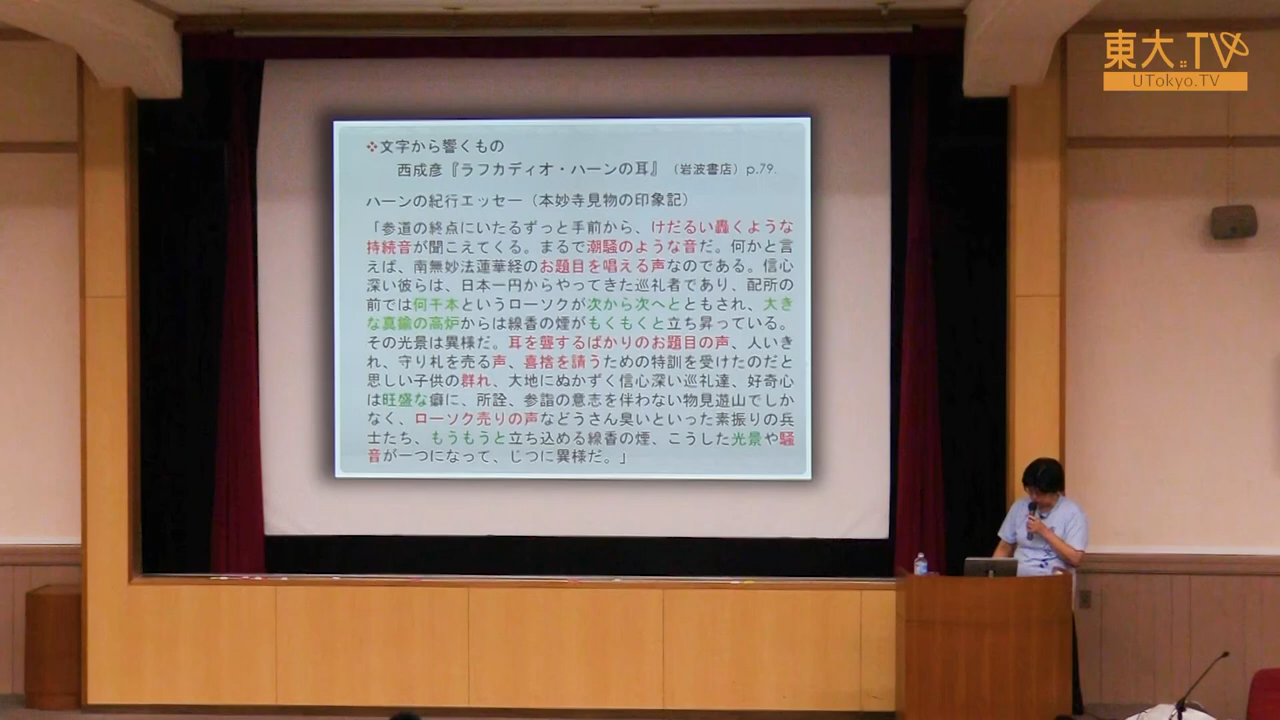 東大TV
UTokyo.TV
❖文字から響くもの
西成彦『ラフカディオ・ハーンの耳』(岩波書店)p.79.
ハーンの紀行エッセー(本妙寺見物の印象記)
「参道の終点にいたるずっと手前から、けだるい轟くような
持続音が聞こえてくる。まるで潮騒のような音だ。何かと言
えば、南無妙法蓮華経のお題目を唱える声なのである。信心
深い彼らは、日本一円からやってきた巡礼者であり、配所の
前では何千本というローソクが次から次へとともされ、大き
な真鍮の高炉からは線香の煙がもくもくと立ち昇っている。
その光景は異様だ。耳を聾するばかりのお題目の声、人いき
れ、守り札を売る声、喜捨を請うための特訓を受けたのだと
思しい子供の群れ、大地にぬかずく信心深い巡礼達、好奇心
は旺盛な癖に、所詮、参詣の意志を伴わない物見遊山でしか
なく、ローソク売りの声などうさん臭いといった素振りの兵
士たち、もうもうと立ち込める線香の煙、こうした光景や騒
音が一つになって、じつに異様だ。」